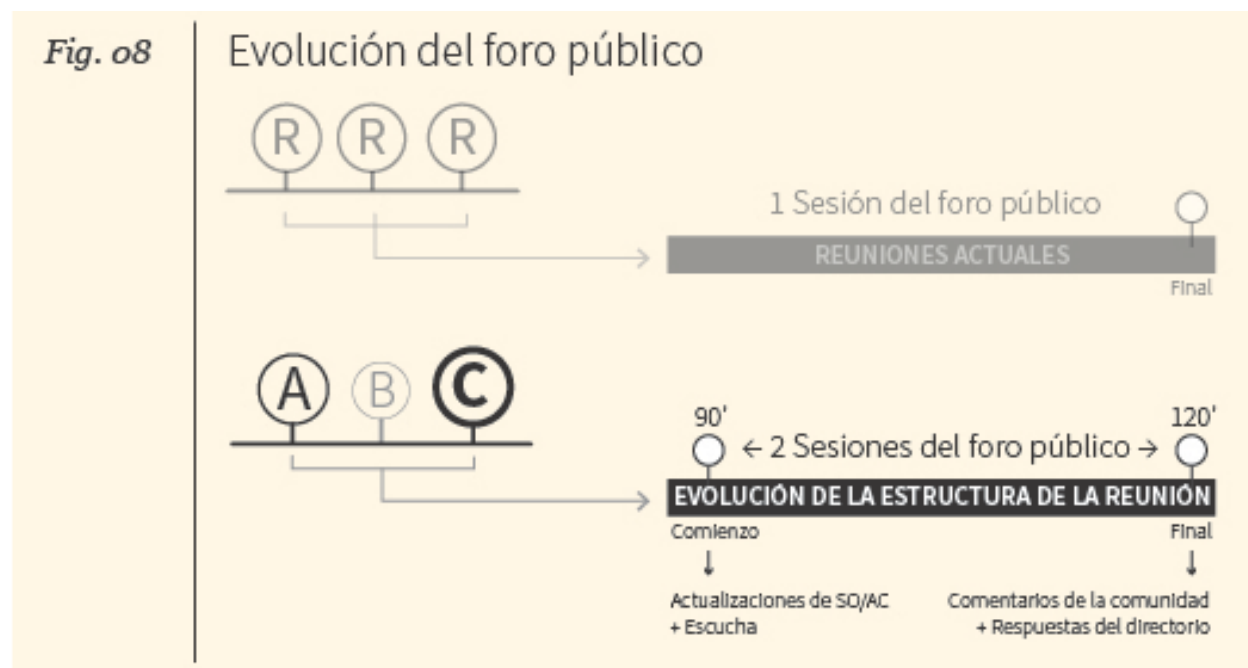 Fig. 08
Evolución del foro público
R R R
1 Sesión del foro público
REUNIONES ACTUALES
Final
A B C
90' 120'
← 2 Sesiones del foro público →
EVOLUCIÓN DE LA ESTRUCTURA DE LA REUNIÓN
Comienzo Final
Actualizaciones de SO/AC
+ Escucha
Comentarios de la comunidad
+ Respuestas del directorio